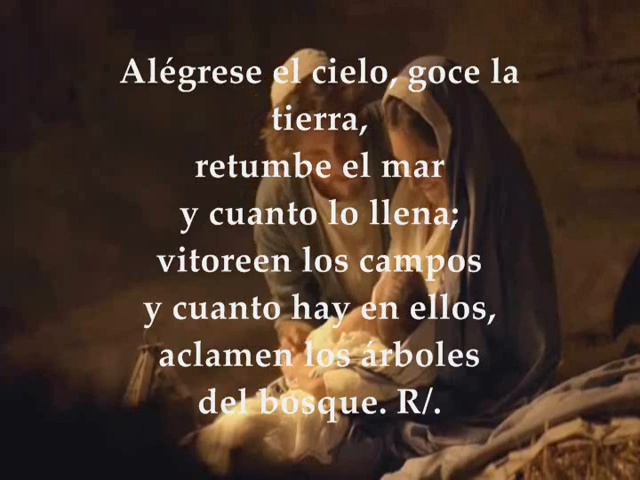 Alégrese el cielo, goce la
tierra,
retumbe el mar
y cuanto lo llena;
vitoreen los campos
y cuanto hay en ellos,
aclamen los árboles
del bosque. R/.